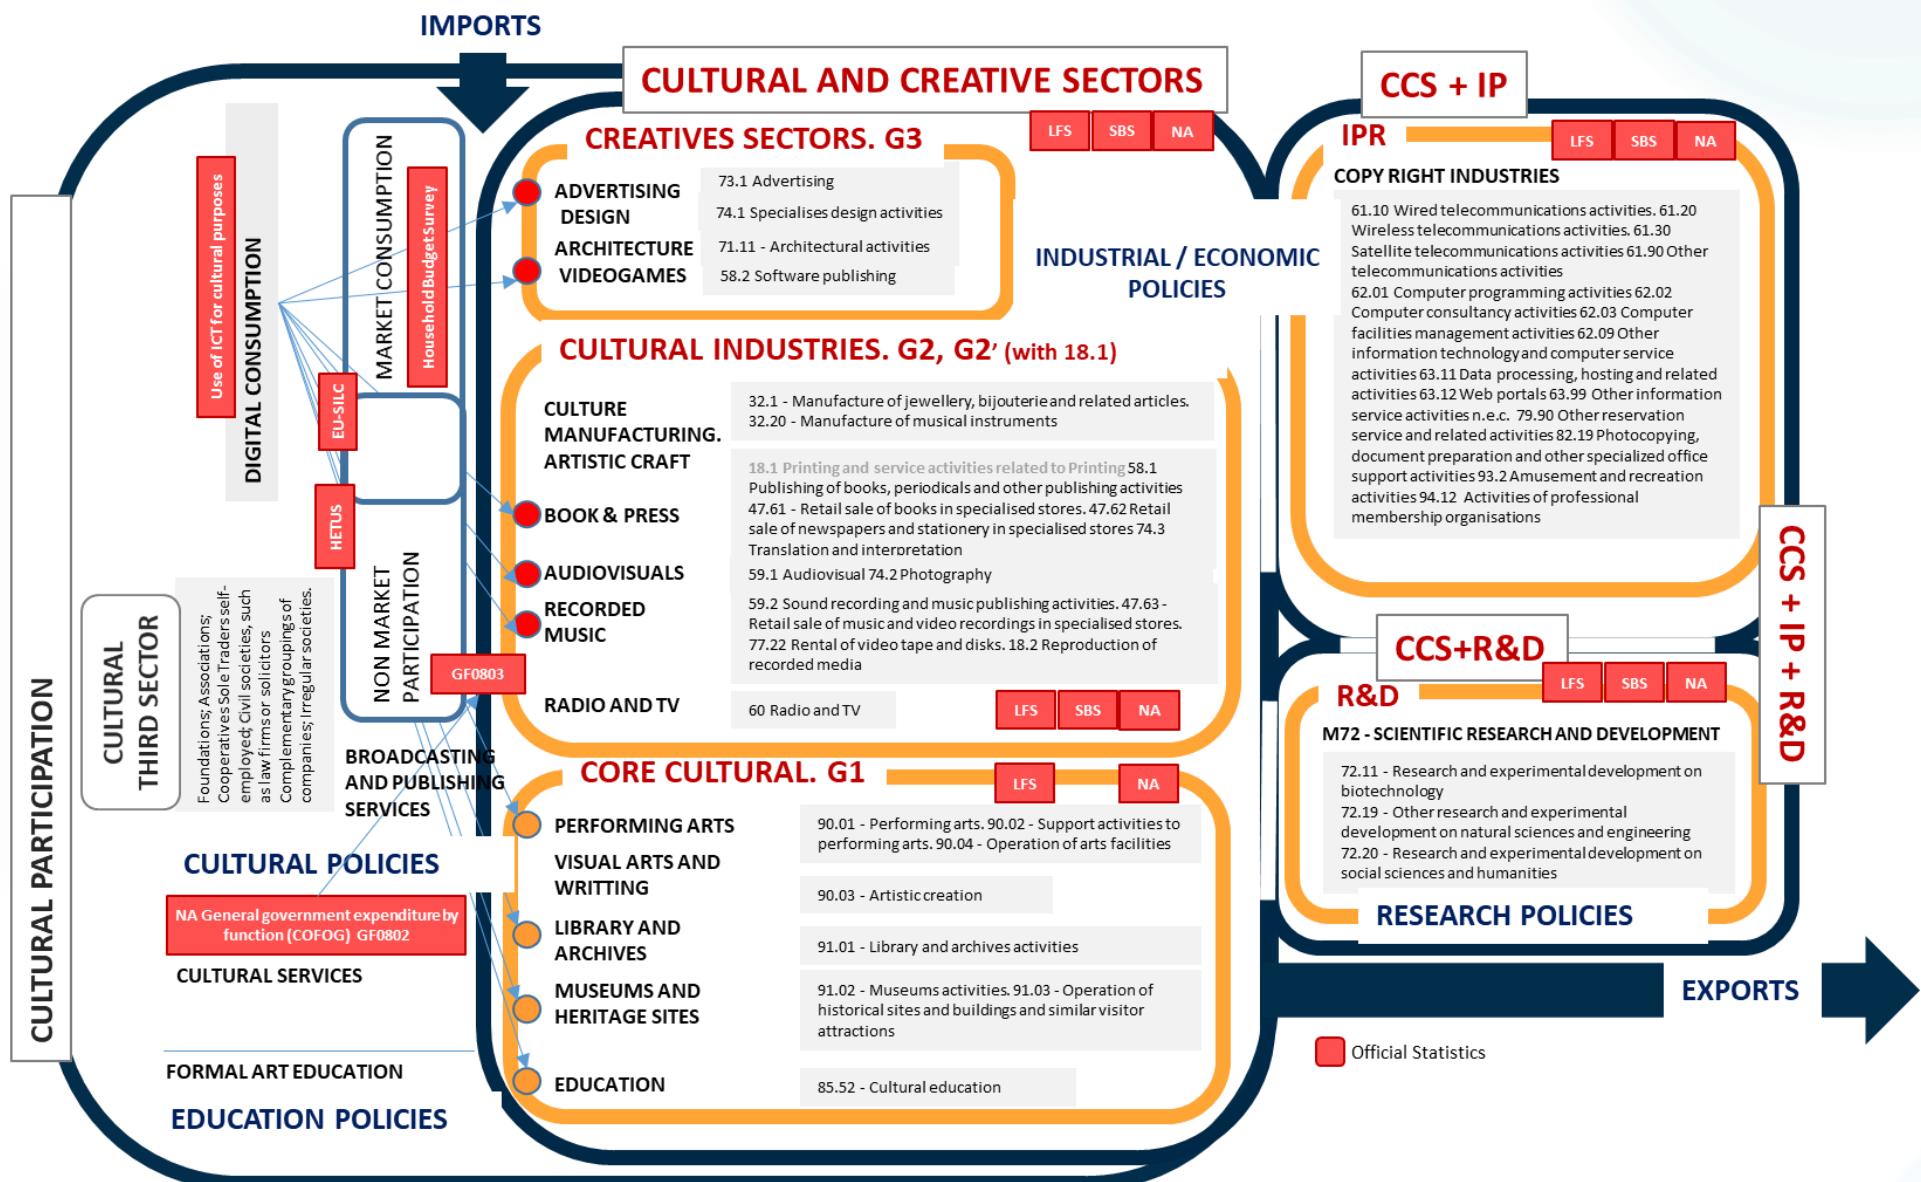 IMPORTS
CULTURAL AND CREATIVE SECTORS
CCS + IP
CREATIVES SECTORS. G3
LFS
SBS
NA
ADVERTISING
DESIGN
73.1 Advertising
74.1 Specialises design activities
ARCHITECTURE
VIDEOGAMES
71.11 - Architectural activities
58.2 Software publishing
INDUSTRIAL / ECONOMIC
POLICIES
IPR
LFS
SBS
NA
COPY RIGHT INDUSTRIES
61.10 Wired telecommunications activities. 61.20
Wireless telecommunications activities. 61.30
Satellite telecommunications activities 61.90 Other
telecommunications activities
62.01 Computer programming activities 62.02
Computer consultancy activities 62.03 Computer
facilities management activities 62.09 Other
information technology and computer service
activities 63.11 Data processing, hosting and related
activities 63.12 Web portals 63.99 Other information
service activities n.e.c. 79.90 Other reservation
service and related activities 82.19 Photocopying,
document preparation and other specialized office
support activities 93.2 Amusement and recreation
activities 94.12 Activities of professional
membership organisations
CULTURAL PARTICIPATION
Use of ICT for cultural purposes
DIGITAL CONSUMPTION
MARKET CONSUMPTION
Household Budget Survey
EU-SILC
HETUS
NON MARKET
PARTICIPATION
GF0803
CULTURAL
THIRD SECTOR
Foundations; Associations;
Cooperatives Sole Traders self-
employed; Civil societies, such
as law firms or solicitors
Complementary groupings of
companies; Irregular societies.
BROADCASTING
AND PUBLISHING
SERVICES
CULTURAL POLICIES
NA General government expenditure by
function (COFOG) GF0802
CULTURAL SERVICES
FORMAL ART EDUCATION
EDUCATION POLICIES
CULTURAL INDUSTRIES. G2, G2' (with 18.1)
CULTURE
MANUFACTURING.
ARTISTIC CRAFT
32.1 - Manufacture of jewellery, bijouterie and related articles.
32.20 - Manufacture of musical instruments
BOOK & PRESS
18.1 Printing and service activities related to Printing 58.1
Publishing of books, periodicals and other publishing activities
47.61 - Retail sale of books in specialised stores. 47.62 Retail
sale of newspapers and stationery in specialised stores 74.3
Translation and interpretation
AUDIOVISUALS
59.1 Audiovisual 74.2 Photography
RECORDED
MUSIC
59.2 Sound recording and music publishing activities. 47.63 -
Retail sale of music and video recordings in specialised stores.
77.22 Rental of video tape and disks. 18.2 Reproduction of
recorded media
RADIO AND TV
60 Radio and TV
LFS
SBS
NA
CORE CULTURAL. G1
LFS
NA
PERFORMING ARTS
90.01 - Performing arts. 90.02 - Support activities to
performing arts. 90.04 - Operation of arts facilities
VISUAL ARTS AND
WRITTING
90.03 - Artistic creation
LIBRARY AND
ARCHIVES
91.01 - Library and archives activities
MUSEUMS AND
HERITAGE SITES
91.02 - Museums activities. 91.03 - Operation of
historical sites and buildings and similar visitor
attractions
EDUCATION
85.52 - Cultural education
CCS+R&D
R&D
LFS
SBS
NA
M72 - SCIENTIFIC RESEARCH AND DEVELOPMENT
72.11 - Research and experimental development on
biotechnology
72.19 - Other research and experimental
development on natural sciences and engineering
72.20 - Research and experimental development on
social sciences and humanities
RESEARCH POLICIES
CCS + IP + R&D
EXPORTS
Official Statistics